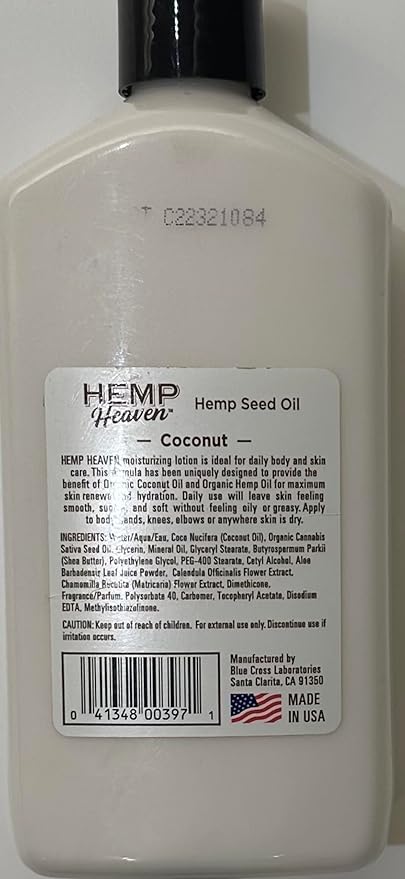 C22321084
HEMP
Heaven™
Hemp Seed Oil
— Coconut —
HEMP HEAVEN moisturizing lotion is ideal for daily body and skin
care. This formula has been uniquely designed to provide the
benefit of Organic Coconut Oil and Organic Hemp Oil for maximum
skin renewal and hydration. Daily use will leave skin feeling
smooth, and soft without feeling oily or greasy. Apply
to body, hands, knees, elbows or anywhere skin is dry.
INGREDIENTS: Water/Aqua/Eau, Coco Nucifera (Coconut Oil), Organic Cannabis
Sativa Seed Oil, Glycerin, Mineral Oil, Glyceryl Stearate, Butyrospermum Parkii
(Shea Butter), Polyethylene Glycol, PEG-400 Stearate, Cetyl Alcohol, Aloe
Barbadensis Leaf Juice Powder, Calendula Officinalis Flower Extract,
Chamomilla Recutita (Matricaria) Flower Extract, Dimethicone,
Fragrance/Parfum, Polysorbate 40, Carbomer, Tocopheryl Acetate, Disodium
EDTA, Methylisothiazolinone.
CAUTION: Keep out of reach of children. For external use only. Discontinue use if
irritation occurs.
0 41348 00397 1
Manufactured by
Blue Cross Laboratories
Santa Clarita, CA 91350
MADE
IN USA